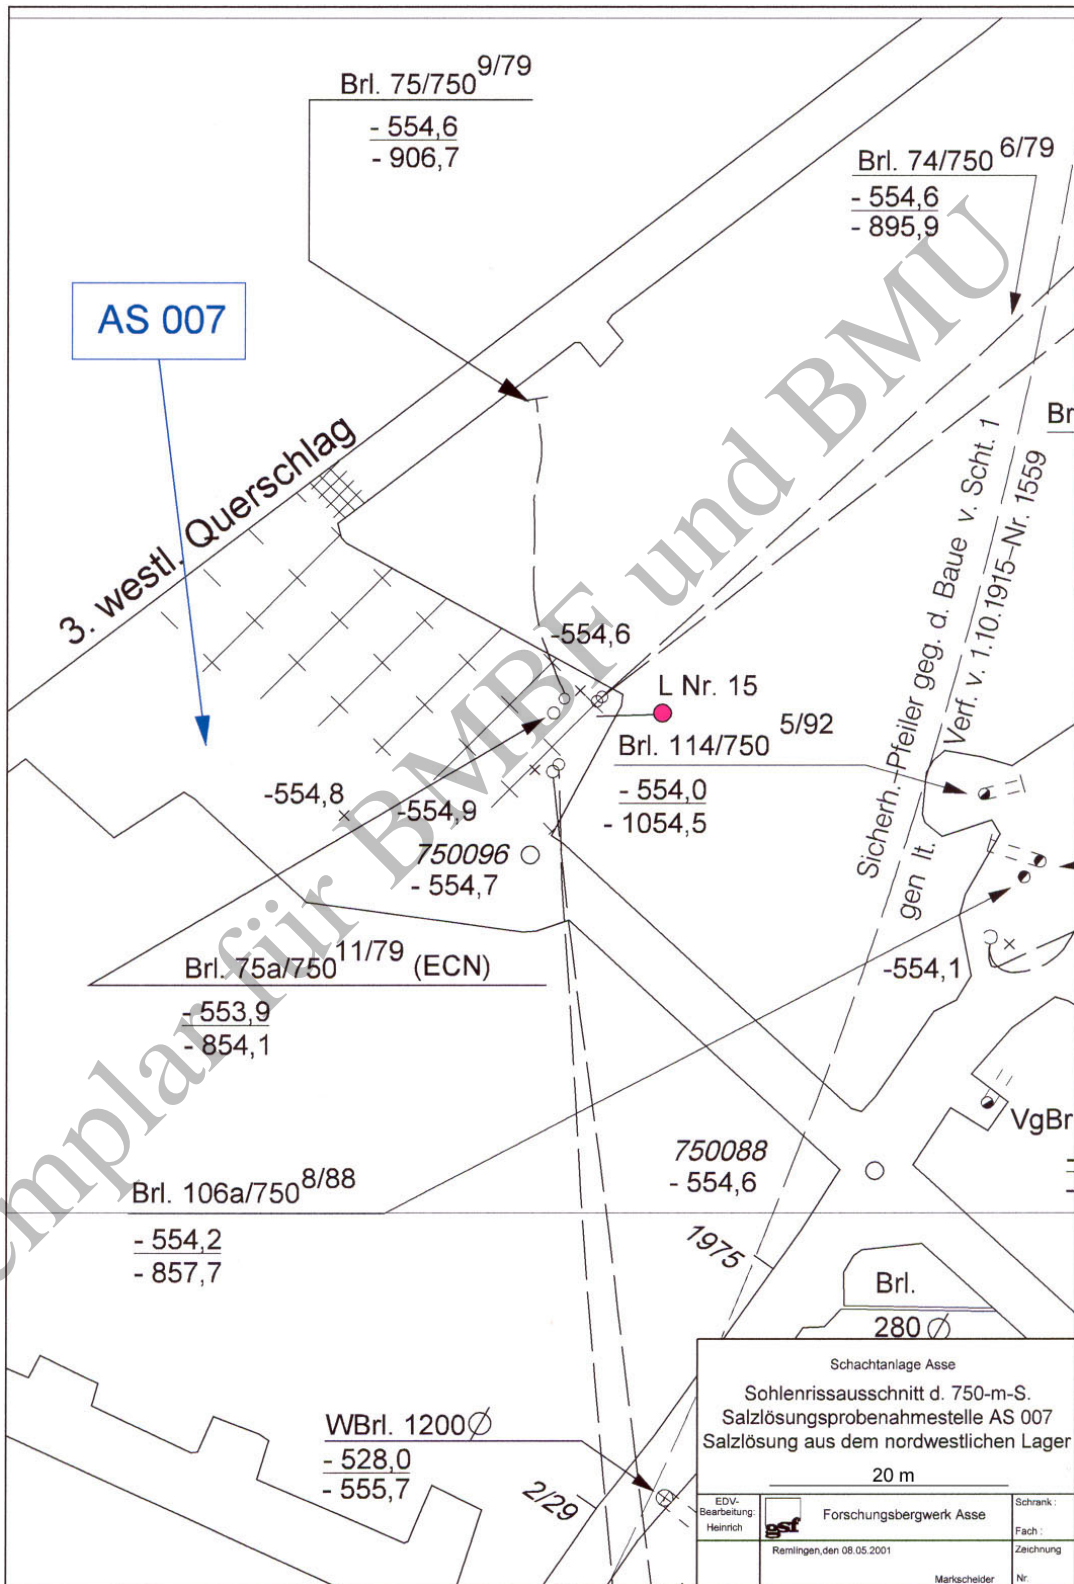 Brl. 75/750 9/79
- 554,6
- 906,7
Brl. 74/750 6/79
- 554,6
- 895,9
AS 007
3. westl. Querschlag
Sicherh.-Pfeiler geg. d. Baue v. Scht. 1
gen lt. Verf. v. 1.10.1915-Nr. 1559
Br
-554,6
L Nr. 15
Brl. 114/750 5/92
- 554,0
- 1054,5
-554,8
-554,9
750096
- 554,7
Brl. 75a/750 11/79 (ECN)
- 553,9
- 854,1
-554,1
VgBr
750088
- 554,6
Brl. 106a/750 8/88
- 554,2
- 857,7
1975
Brl.
280 ∅
WBrl. 1200∅
- 528,0
- 555,7
2/29
Schachtanlage Asse
Sohlenrissausschnitt d. 750-m-S.
Salzlösungsprobenahmestelle AS 007
Salzlösung aus dem nordwestlichen Lager
20 m
EDV-
Bearbeitung:
Heinrich
gsf
Forschungsbergwerk Asse
Schrank :
Fach :
Remlingen,den 08.05.2001
Zeichnung
Markscheider
Nr.
emplar für BMBF und BMU